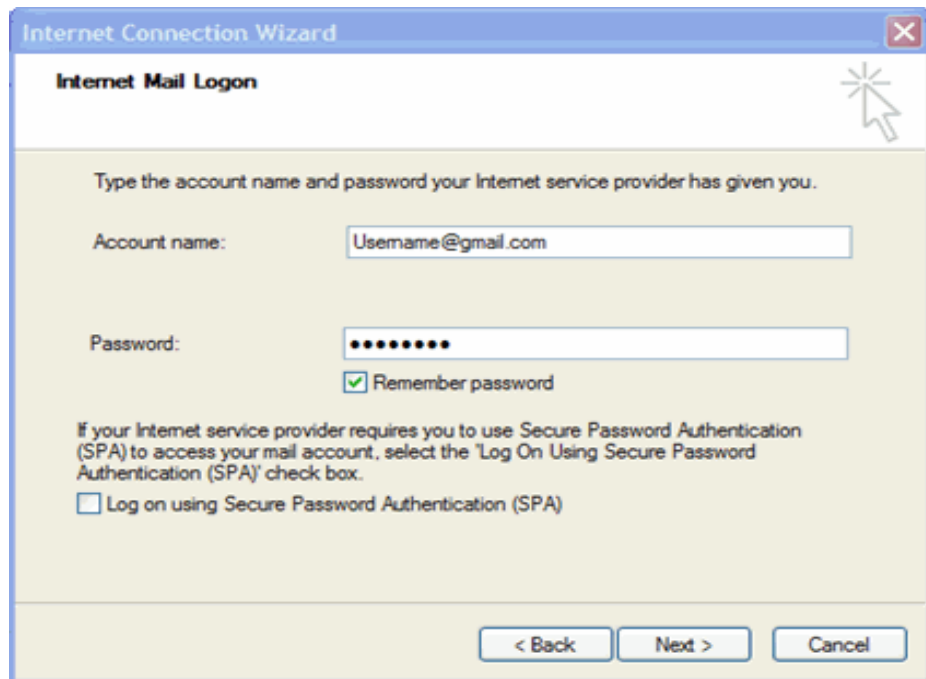 Internet Connection Wizard
Internet Mail Logon
Type the account name and password your Internet service provider has given you.
Account name: Username@gmail.com
Password: ●●●●●●●●
Remember password
If your Internet service provider requires you to use Secure Password Authentication
(SPA) to access your mail account, select the 'Log On Using Secure Password
Authentication (SPA)' check box.
Log on using Secure Password Authentication (SPA)
< Back Next > Cancel